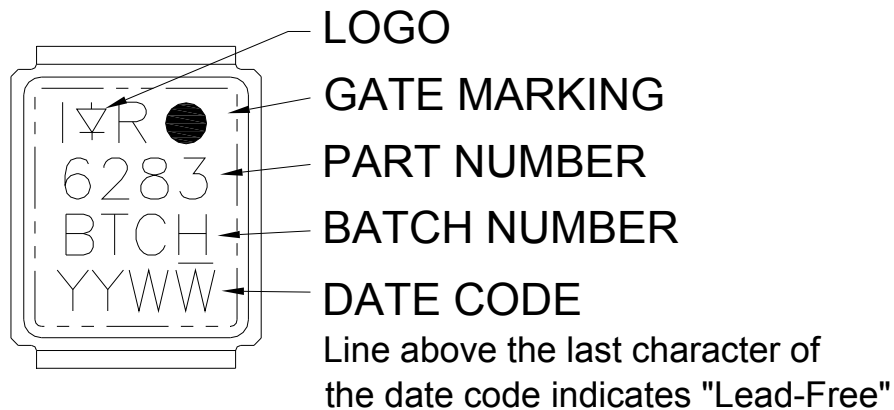 LOGO
I R
GATE MARKING
6283
PART NUMBER
BTCH
BATCH NUMBER
YYWW
DATE CODE
Line above the last character of
the date code indicates "Lead-Free"